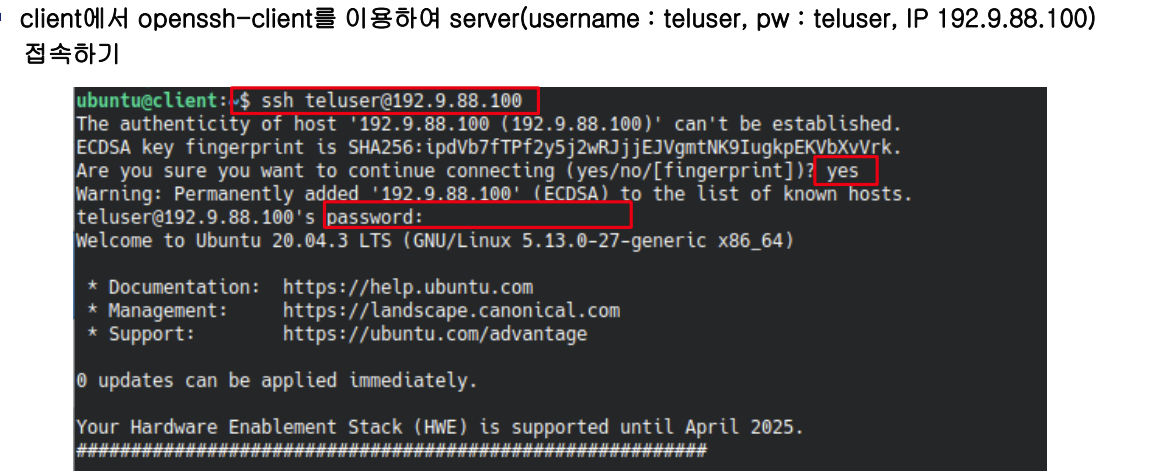 client에서 openssh-client를 이용하여 server(username : teluser, pw : teluser, IP 192.9.88.100)
접속하기
ubuntu@client:~$ ssh teluser@192.9.88.100
The authenticity of host '192.9.88.100 (192.9.88.100)' can't be established.
ECDSA key fingerprint is SHA256:ipdVb7fTPf2y5j2wRJjjEJVgmtNK9IugkpEKVbXvVrk.
Are you sure you want to continue connecting (yes/no/[fingerprint])? yes
Warning: Permanently added '192.9.88.100' (ECDSA) to the list of known hosts.
teluser@192.9.88.100's password:
Welcome to Ubuntu 20.04.3 LTS (GNU/Linux 5.13.0-27-generic x86_64)
* Documentation: https://help.ubuntu.com
* Management: https://landscape.canonical.com
* Support: https://ubuntu.com/advantage
0 updates can be applied immediately.
Your Hardware Enablement Stack (HWE) is supported until April 2025.
##########################################################